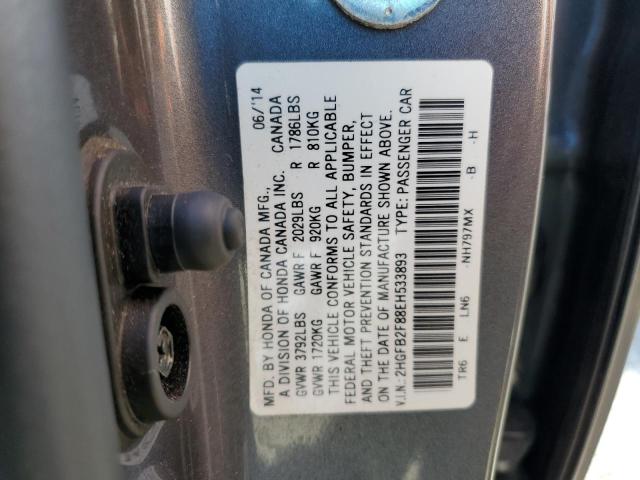 MFD. BY HONDA OF CANADA MFG., 06/'14
A DIVISION OF HONDA CANADA INC. CANADA
GVWR 3792LBS GAWR F 2029LBS R 1786LBS
GVWR 1720KG GAWR F 920KG R 810KG
THIS VEHICLE CONFORMS TO ALL APPLICABLE
FEDERAL MOTOR VEHICLE SAFETY, BUMPER,
AND THEFT PREVENTION STANDARDS IN EFFECT
ON THE DATE OF MANUFACTURE SHOWN ABOVE.
V.I.N.: 2HGFB2F88EH533893 TYPE: PASSENGER CAR
TR6 E LN6 -NH797MX -B -H